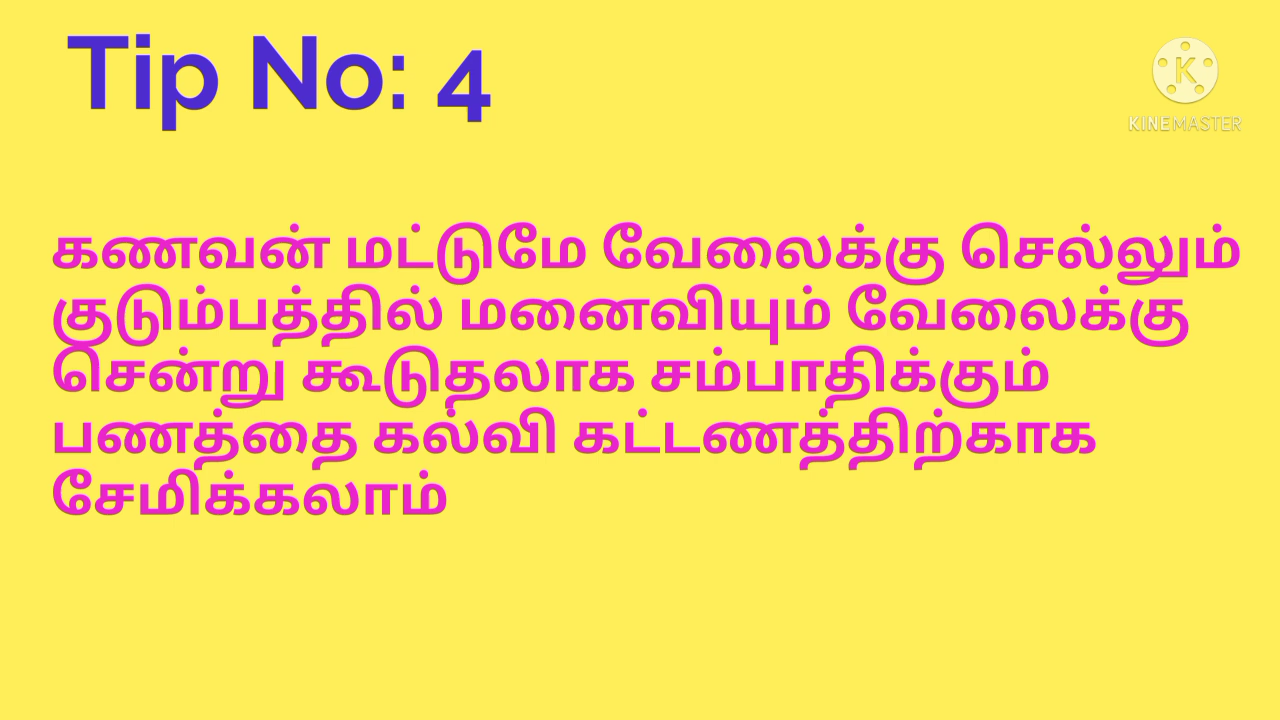 Tip No: 4
KINEMASTER
கணவன் மட்டுமே வேலைக்கு செல்லும்
குடும்பத்தில் மனைவியும் வேலைக்கு
சென்று கூடுதலாக சம்பாதிக்கும்
பணத்தை கல்வி கட்டணத்திற்காக
சேமிக்கலாம்